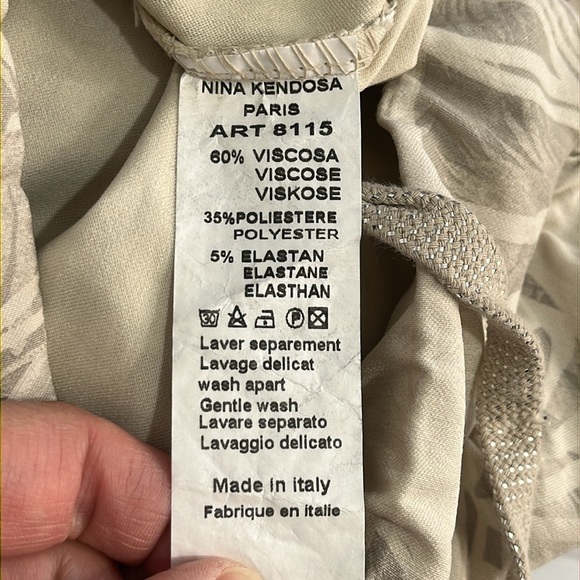 NINA KENDOSA
PARIS
ART 8115
60% VISCOSA
VISCOSE
VISKOSE
35%POLIESTERE
POLYESTER
5% ELASTAN
ELASTANE
ELASTHAN
30 P
Laver separement
Lavage delicat
wash apart
Gentle wash
Lavare separato
Lavaggio delicato
Made in italy
Fabrique en italie